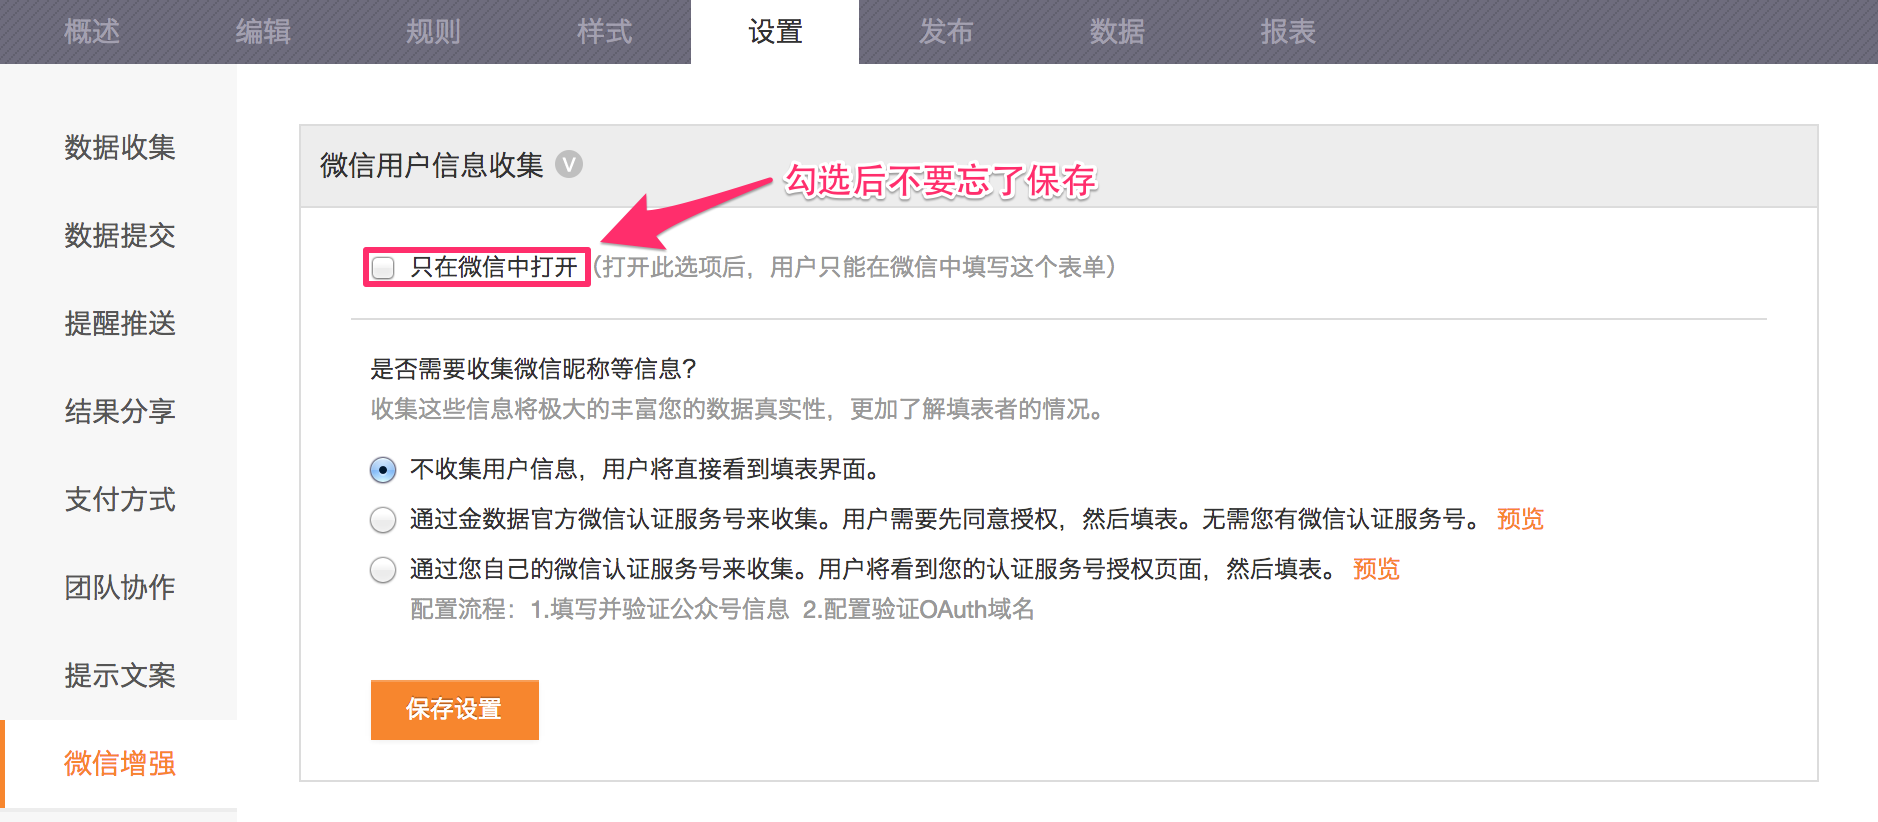 概述 编辑 规则 样式 设置 发布 数据 报表
数据收集
数据提交
提醒推送
结果分享
支付方式
团队协作
提示文案
微信增强
微信用户信息收集 V
勾选后不要忘了保存
只在微信中打开 (打开此选项后，用户只能在微信中填写这个表单)
是否需要收集微信昵称等信息?
收集这些信息将极大的丰富您的数据真实性，更加了解填表者的情况。
不收集用户信息，用户将直接看到填表界面。
通过金数据官方微信认证服务号来收集。用户需要先同意授权，然后填表。无需您有微信认证服务号。 预览
通过您自己的微信认证服务号来收集。用户将看到您的认证服务号授权页面，然后填表。 预览
配置流程：1.填写并验证公众号信息 2.配置验证OAuth域名
保存设置